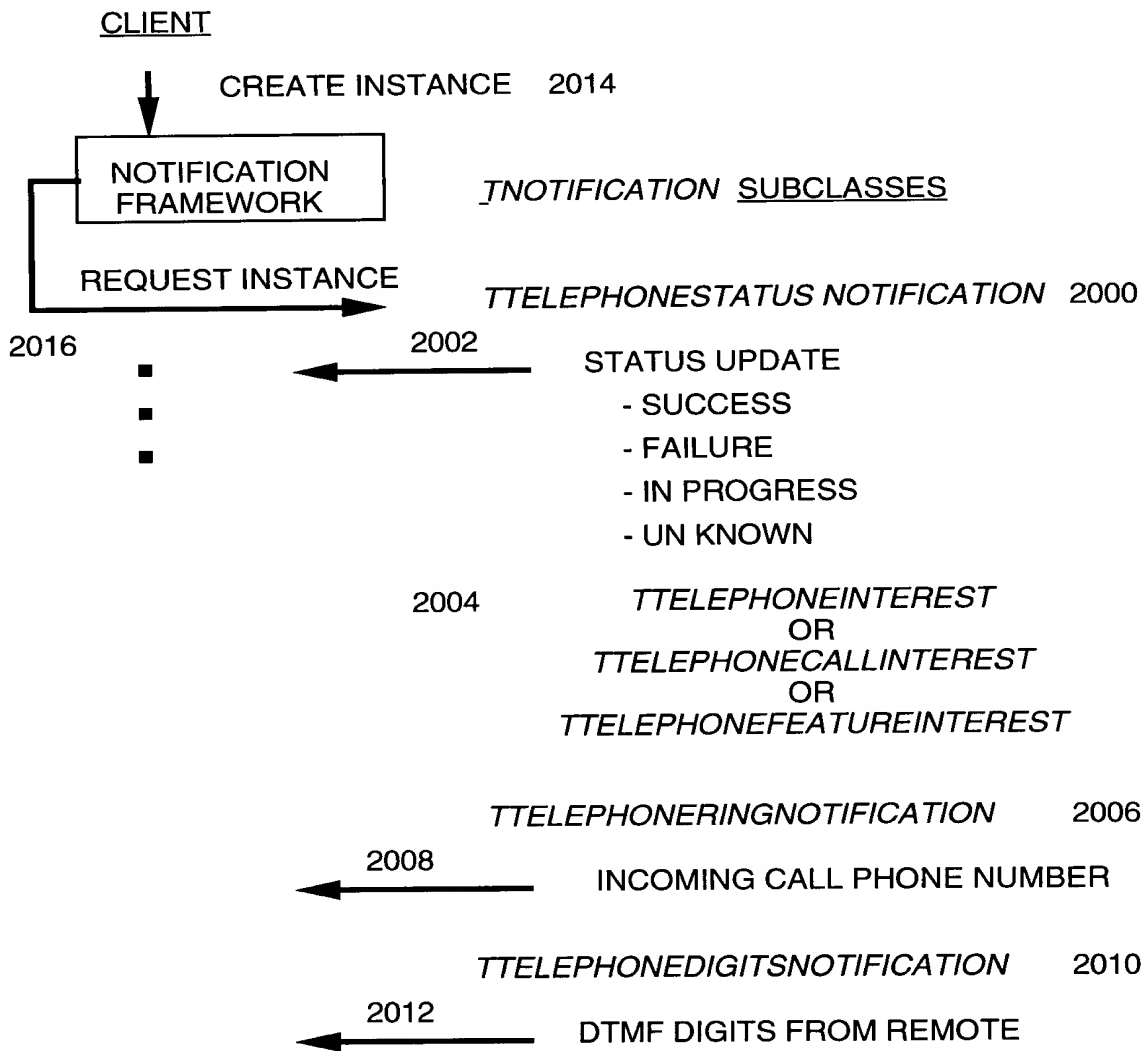 CLIENT
CREATE INSTANCE 2014
NOTIFICATION
FRAMEWORK
TNOTIFICATION SUBCLASSES
REQUEST INSTANCE
TTELEPHONESTATUS NOTIFICATION 2000
2016
2002
STATUS UPDATE
- SUCCESS
- FAILURE
- IN PROGRESS
- UN KNOWN
2004
TTELEPHONEINTEREST
OR
TTELEPHONECALLINTEREST
OR
TTELEPHONEFEATUREINTEREST
TTELEPHONERINGNOTIFICATION 2006
2008
INCOMING CALL PHONE NUMBER
TTELEPHONEDIGITSNOTIFICATION 2010
2012
DTMF DIGITS FROM REMOTE